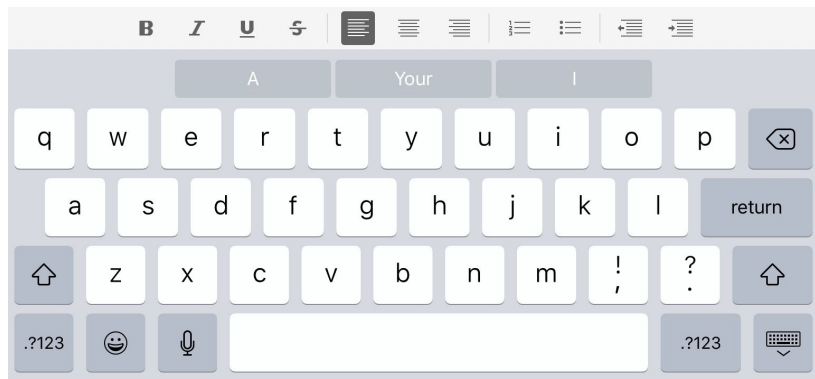 B I U S
A Your I
q w e r t y u i o p
a s d f g h j k l return
z x c v b n m ! , ? .
.?123 .?123